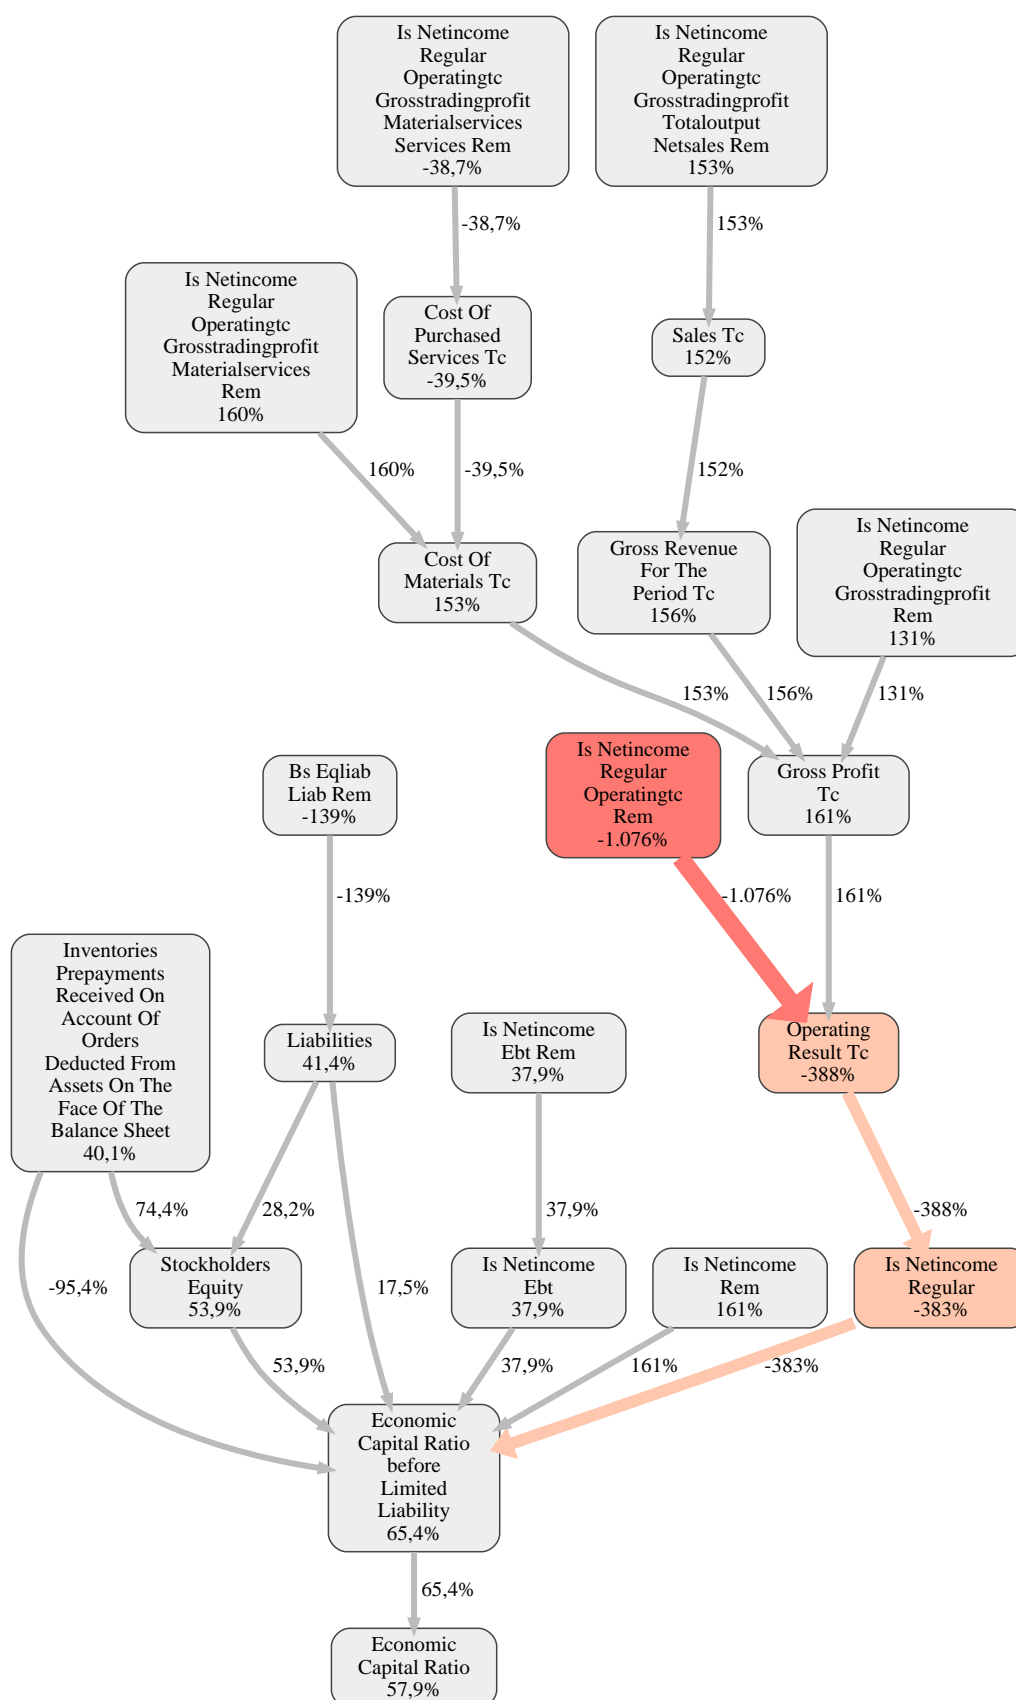 Is Netincome
Regular
Operatingtc
Grosstradingprofit
Materialservices
Services Rem
-38,7%
Is Netincome
Regular
Operatingtc
Grosstradingprofit
Totaloutput
Netsales Rem
153%
-38,7%
153%
Is Netincome
Regular
Operatingtc
Grosstradingprofit
Materialservices
Rem
160%
Cost Of
Purchased
Services Tc
-39,5%
Sales Tc
152%
160%
-39,5%
152%
Cost Of
Materials Tc
153%
Gross Revenue
For The
Period Tc
156%
Is Netincome
Regular
Operatingtc
Grosstradingprofit
Rem
131%
153%
156%
131%
Bs Eqliab
Liab Rem
-139%
Is Netincome
Regular
Operatingtc
Rem
-1.076%
Gross Profit
Tc
161%
-139%
-1.076%
161%
Inventories
Prepayments
Received On
Account Of
Orders
Deducted From
Assets On The
Face Of The
Balance Sheet
40,1%
Liabilities
41,4%
Is Netincome
Ebt Rem
37,9%
Operating
Result Tc
-388%
74,4%
28,2%
37,9%
-388%
-95,4%
Stockholders
Equity
53,9%
17,5%
Is Netincome
Ebt
37,9%
Is Netincome
Rem
161%
Is Netincome
Regular
-383%
53,9%
37,9%
161%
-383%
Economic
Capital Ratio
before
Limited
Liability
65,4%
65,4%
Economic
Capital Ratio
57,9%